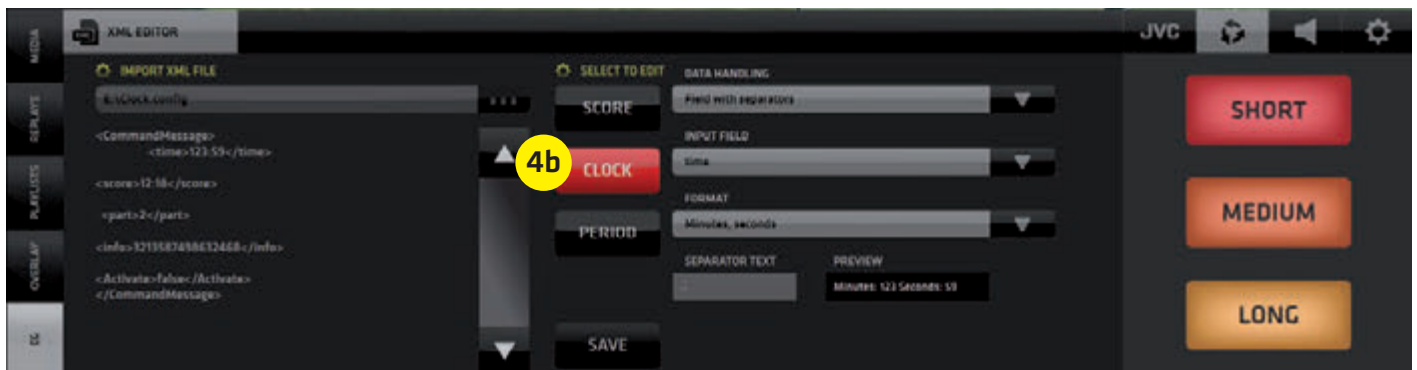 XML EDITOR
JVC
MEDIA
REPLAYS
PLAYLISTS
OVERLAY
CG
IMPORT XML FILE
E:\Clock.config
...
<CommandMessage>
<time>123:59</time>
<score>12:18</score>
<part>2</part>
<info>3213587498632468</info>
<Activate>false</Activate>
</CommandMessage>
SELECT TO EDIT
SCORE
4b
CLOCK
PERIOD
SAVE
DATA HANDLING
Field with separators
INPUT FIELD
time
FORMAT
Minutes, seconds
SEPARATOR TEXT
:
PREVIEW
Minutes: 123 Seconds: 59
SHORT
MEDIUM
LONG